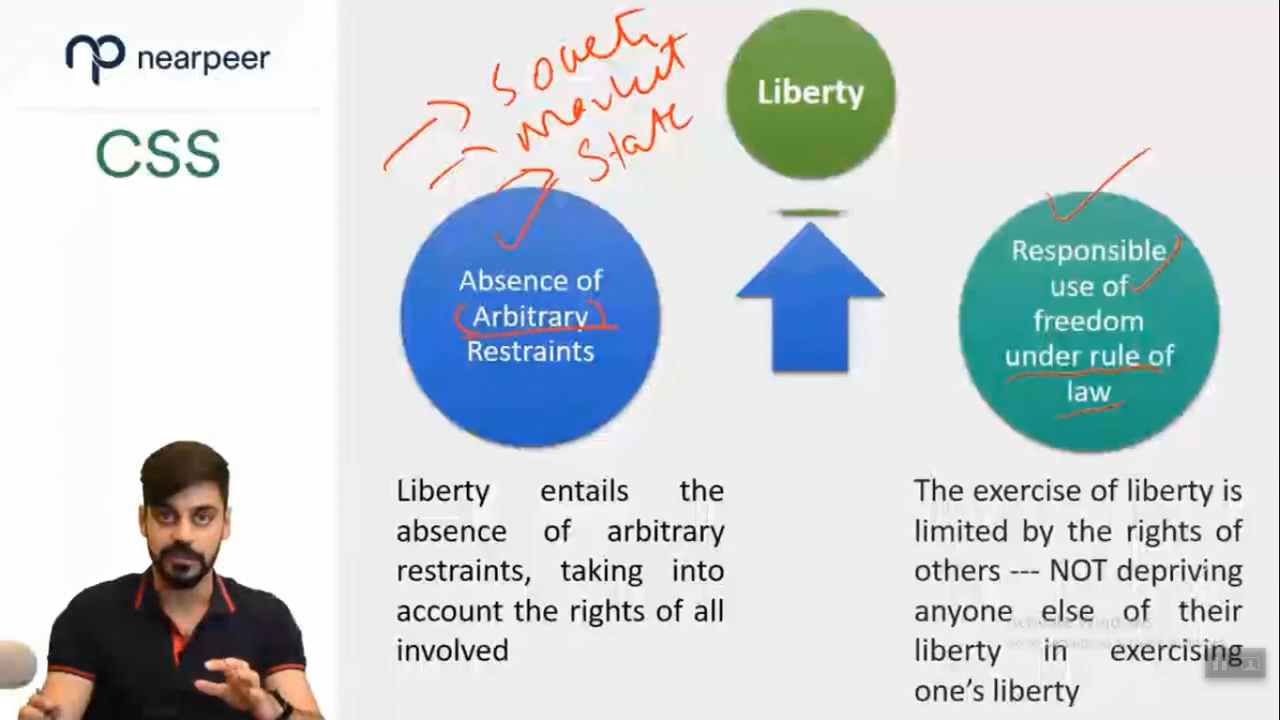 nearpeer
CSS
market
State
Liberty
Absence of
Arbitrary
Restraints
Responsible
use of
freedom
under rule of
law
Liberty entails the
absence of arbitrary
restraints, taking into
account the rights of all
involved
The exercise of liberty is
limited by the rights of
others --- NOT depriving
anyone else of their
liberty in exercising
one's liberty
Activate Windows